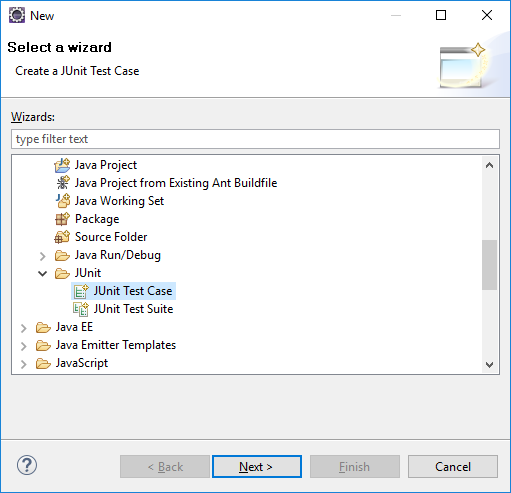 New
Select a wizard
Create a JUnit Test Case
Wizards:
type filter text
Java Project
Java Project from Existing Ant Buildfile
Java Working Set
Package
Source Folder
Java Run/Debug
JUnit
JUnit Test Case
JUnit Test Suite
Java EE
Java Emitter Templates
JavaScript
?
< Back
Next >
Finish
Cancel